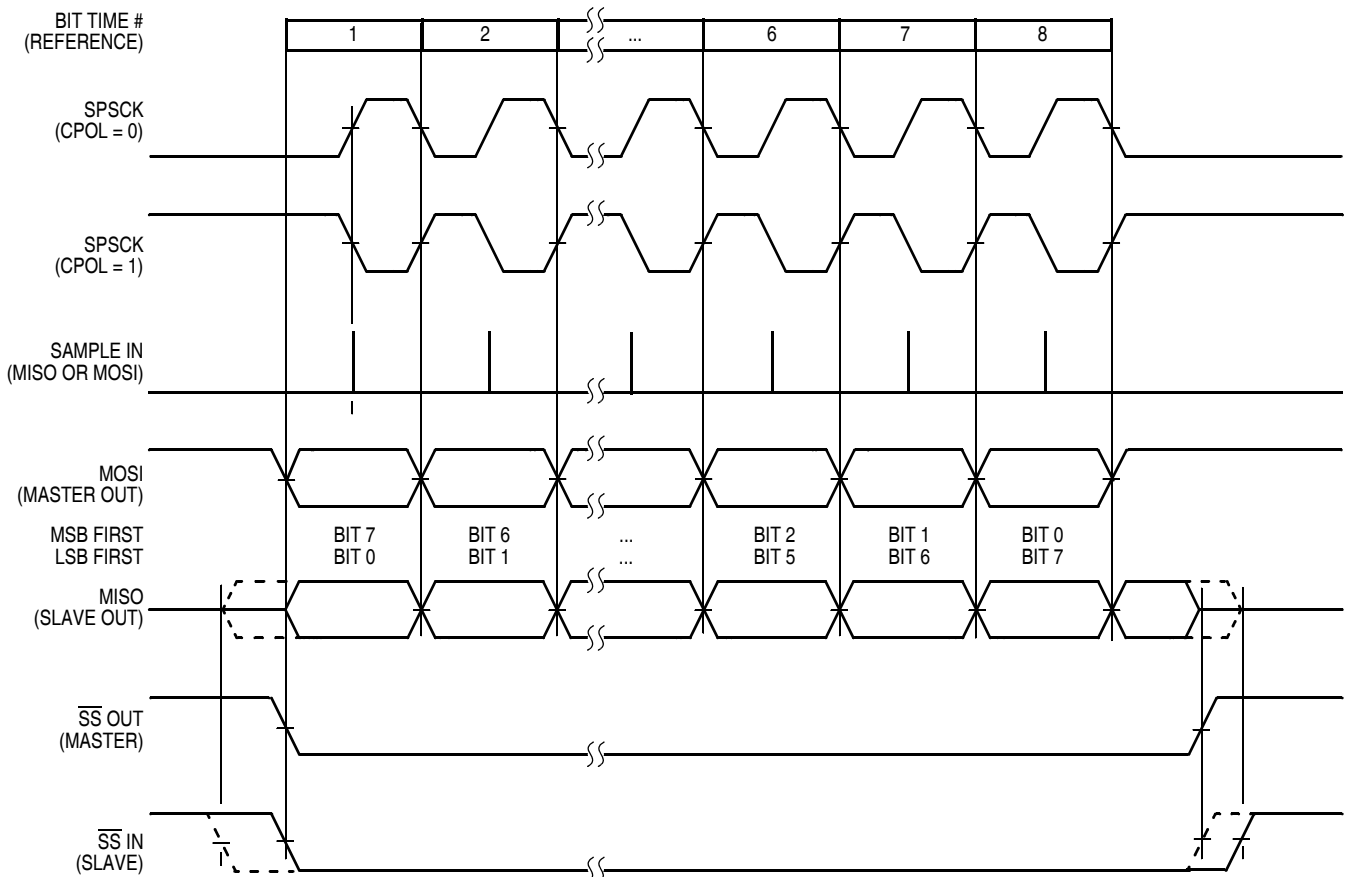 BIT TIME #
(REFERENCE)
1 2 ... 6 7 8
SPSCK
(CPOL = 0)
SPSCK
(CPOL = 1)
SAMPLE IN
(MISO OR MOSI)
MOSI
(MASTER OUT)
MSB FIRST BIT 7 BIT 6 ... BIT 2 BIT 1 BIT 0
LSB FIRST BIT 0 BIT 1 ... BIT 5 BIT 6 BIT 7
MISO
(SLAVE OUT)
S̅S̅ OUT
(MASTER)
S̅S̅ IN
(SLAVE)